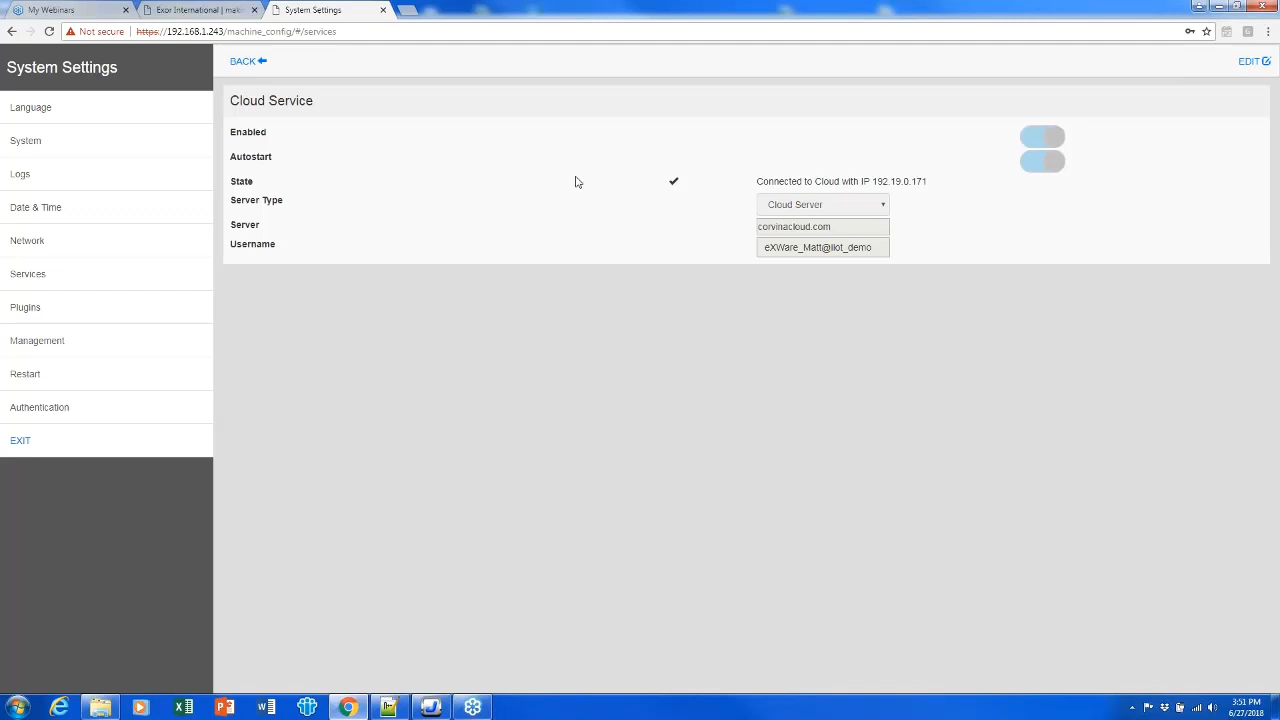 My Webinars
Exor International | mak
System Settings
Not secure
https://192.168.1.243/machine_config/#/services
System Settings
BACK
EDIT
Language
System
Logs
Date & Time
Network
Services
Plugins
Management
Restart
Authentication
EXIT
Cloud Service
Enabled
Autostart
State
Connected to Cloud with IP 192.19.0.171
Server Type
Cloud Server
Server
corvinacloud.com
Username
eXWare_Matt@iiot_demo
3:51 PM
6/27/2018